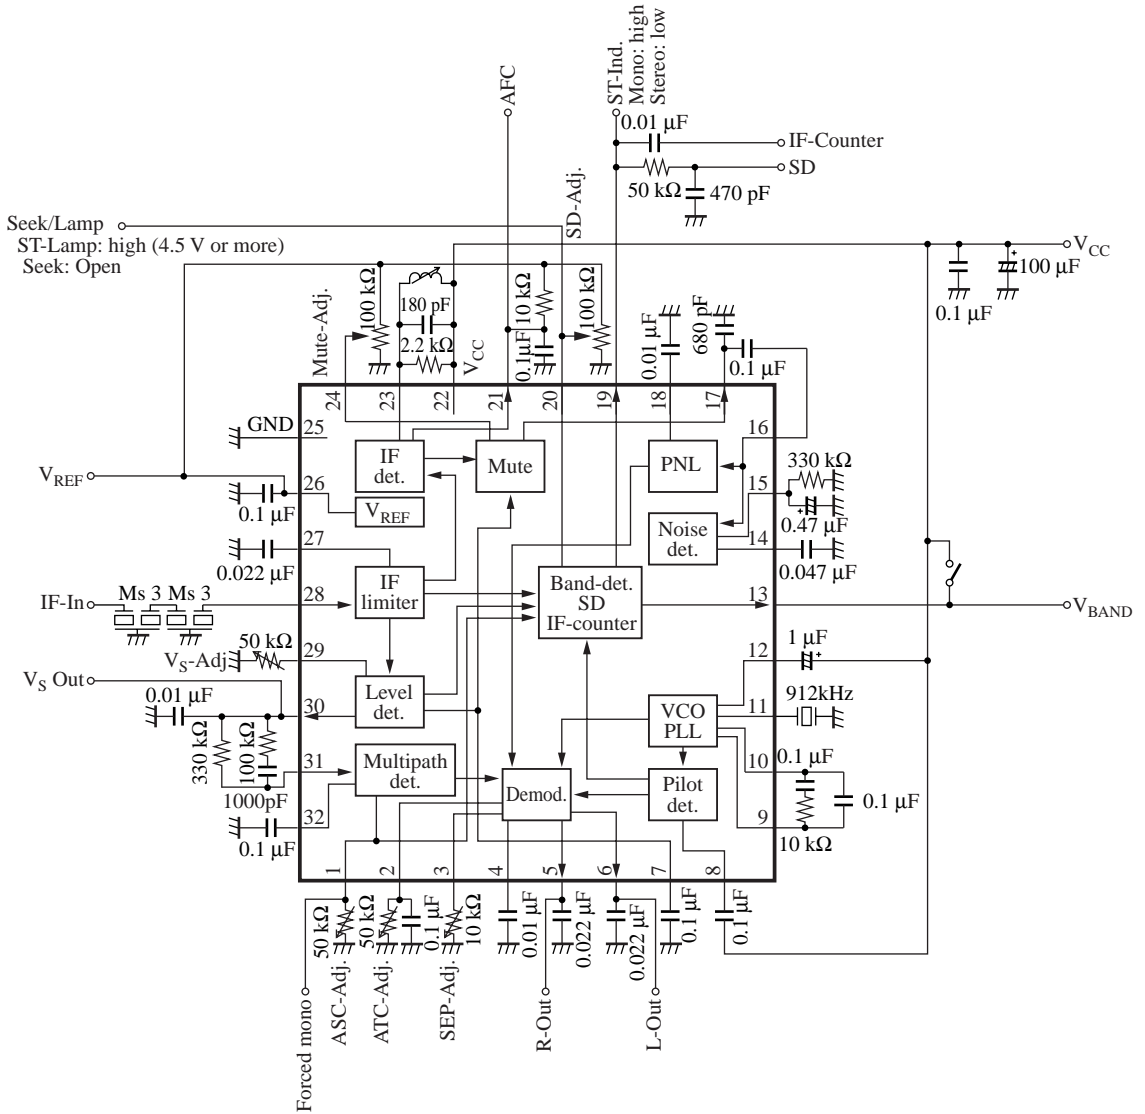 AFC
ST-Ind.
Mono: high
Stereo: low
0.01 µF
IF-Counter
SD
50 kΩ
470 pF
SD-Adj.
Seek/Lamp
ST-Lamp: high (4.5 V or more)
Seek: Open
VCC
100 µF
0.1 µF
Mute-Adj.
100 kΩ
180 pF
2.2 kΩ
VCC
10 kΩ
0.1µF
100 kΩ
0.01 µF
680 pF
0.1 µF
24
23
22
21
20
19
18
17
GND
25
16
VREF
26
0.1 µF
IF
det.
Mute
PNL
VREF
330 kΩ
15
0.47 µF
27
0.022 µF
Noise
det.
14
0.047 µF
IF-In
Ms 3
Ms 3
28
IF
limiter
Band-det.
SD
IF-counter
13
VBAND
50 kΩ
VS-Adj
29
12
1 µF
VS Out
0.01 µF
30
Level
det.
VCO
PLL
11
912kHz
330 kΩ
100 kΩ
1000pF
31
Multipath
det.
Demod.
Pilot
det.
10
0.1 µF
0.1 µF
32
0.1 µF
9
10 kΩ
1
2
3
4
5
6
7
8
50 kΩ
50 kΩ
0.1 µF
10 kΩ
0.01 µF
0.022 µF
0.022 µF
0.1 µF
0.1 µF
Forced mono
ASC-Adj.
ATC-Adj.
SEP-Adj.
R-Out
L-Out